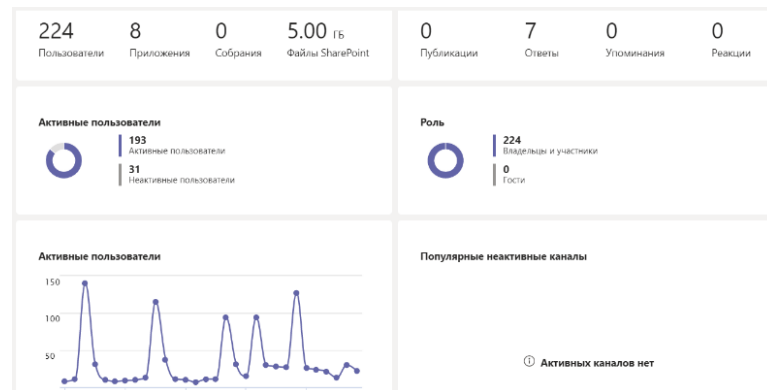 224 8 0 5.00 ГБ
Пользователи Приложения Собрания Файлы SharePoint
0 7 0 0
Публикации Ответы Упоминания Реакции
Активные пользователи
193
Активные пользователи
31
Неактивные пользователи
Роль
224
Владельцы и участники
0
Гости
Активные пользователи
150
100
50
Популярные неактивные каналы
Активных каналов нет